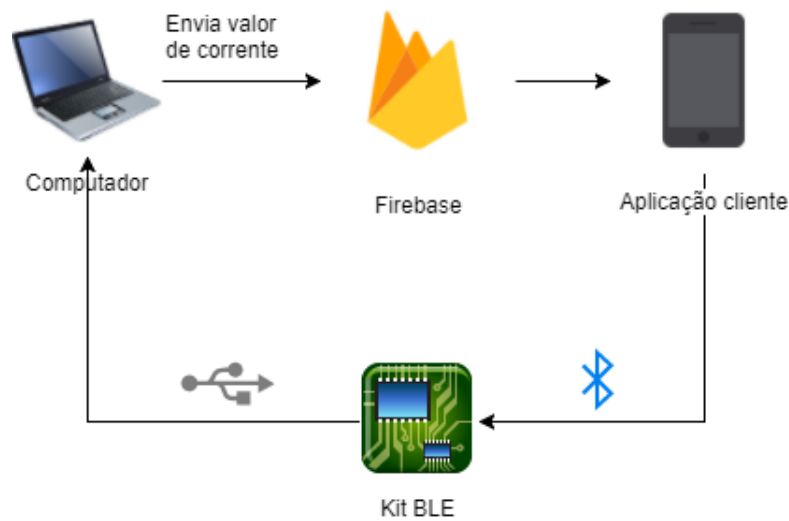 Envia valor
de corrente
Computador
Firebase
Aplicação cliente
Kit BLE